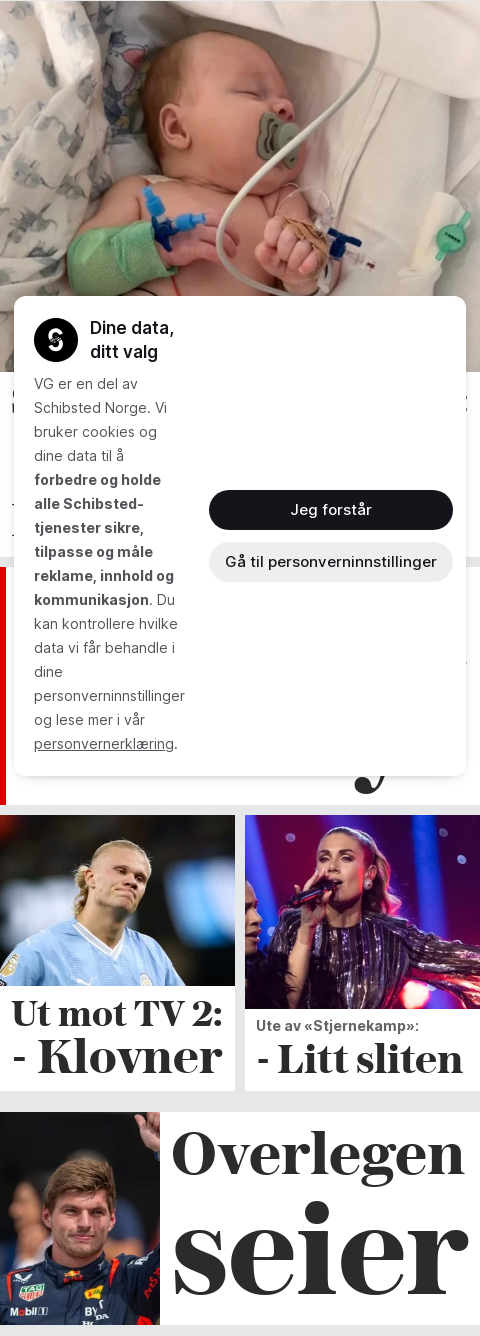 Dine data,
ditt valg
VG er en del av
Schibsted Norge. Vi
bruker cookies og
dine data til å
forbedre og holde
alle Schibsted-
tjenester sikre,
tilpasse og måle
reklame, innhold og
kommunikasjon. Du
kan kontrollere hvilke
data vi får behandle i
dine
personverninnstillinger
og lese mer i vår
personvernerklæring.
Jeg forstår
Gå til personverninnstillinger
Ut mot TV 2:
- Klovner
Ute av «Stjernekamp»:
- Litt sliten
Overlegen
seier
TAG
Mobil
HONDA